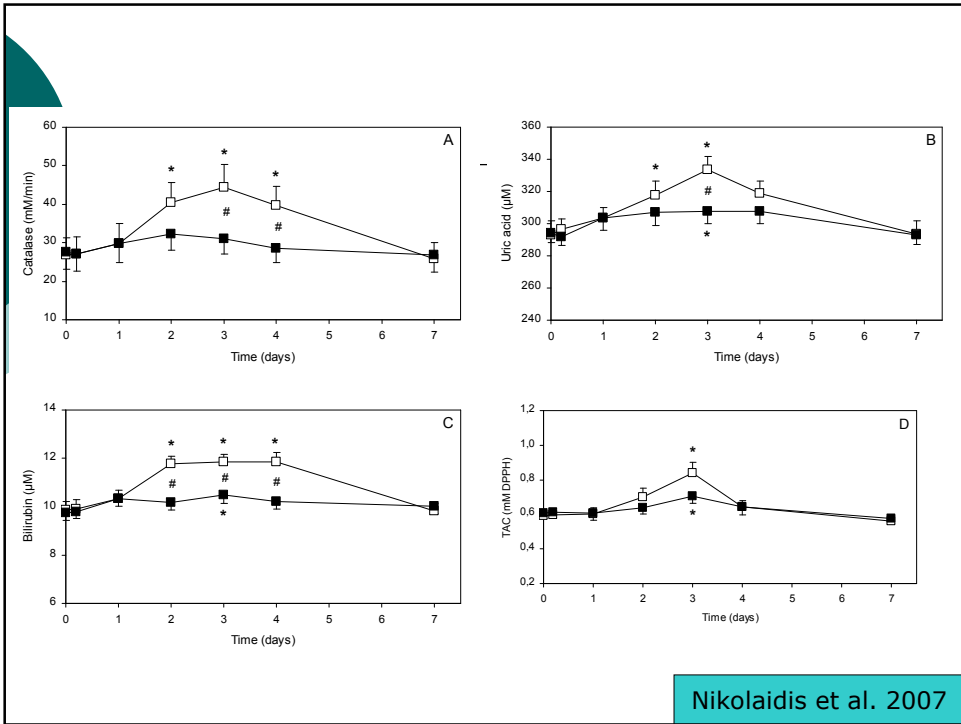 A
Catalase (mM/min)
60
50
40
30
20
10
* * *
# #
0 1 2 3 4 5 6 7
Time (days)
B
Uric acid (µM)
360
340
320
300
280
260
240
* *
#
*
0 1 2 3 4 5 6 7
Time (days)
C
Bilirubin (µM)
14
12
10
8
6
* * *
# # #
*
0 1 2 3 4 5 6 7
Time (days)
D
TAC (mM DPPH)
1,2
1,0
0,8
0,6
0,4
0,2
*
*
0 1 2 3 4 5 6 7
Time (days)
Nikolaidis et al. 2007